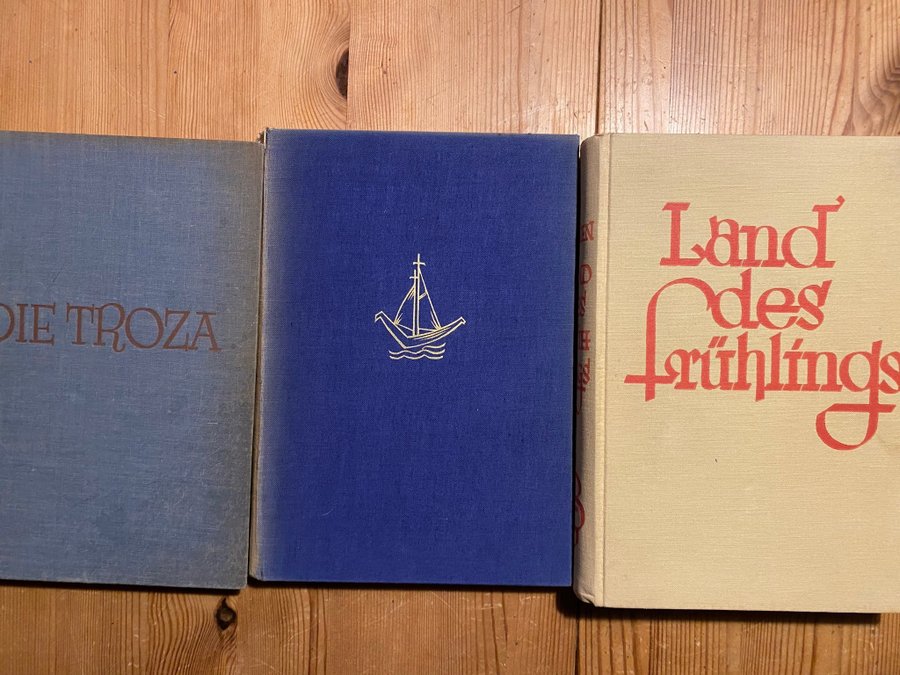 DIE TROZA
Land
des
frühlings